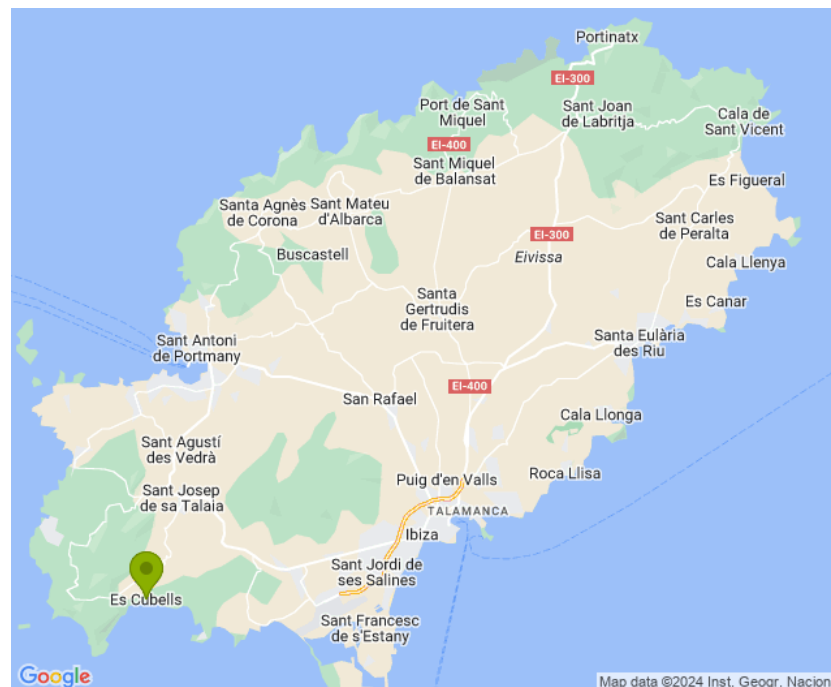 Portinatx
EI-300
Port de Sant
Miquel
Sant Joan
de Labritja
Cala de
Sant Vicent
EI-400
Sant Miquel
de Balansat
Es Figueral
Santa Agnès
de Corona
Sant Mateu
d'Albarca
Sant Carles
de Peralta
EI-300
Buscastell
Eivissa
Cala Llenya
Santa
Gertrudis
de Fruitera
Es Canar
Sant Antoni
de Portmany
Santa Eulària
des Riu
EI-400
San Rafael
Cala Llonga
Sant Agustí
des Vedrà
Puig d'en Valls
Roca Llisa
Sant Josep
de sa Talaia
TALAMANCA
Ibiza
Sant Jordi de
ses Salines
Es Cubells
Sant Francesc
de s'Estany
Google
Map data ©2024 Inst. Geogr. Nacion